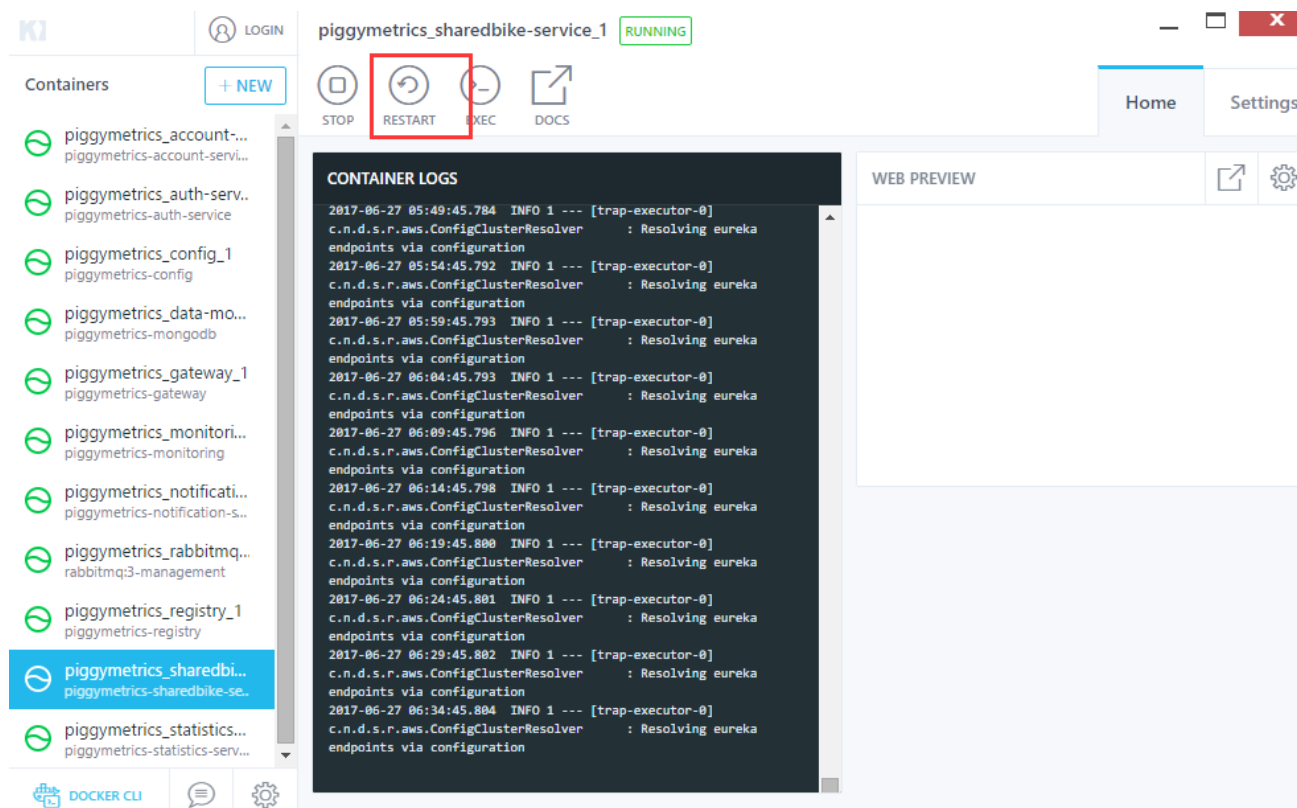 LOGIN
piggymetrics_sharedbike-service_1 RUNNING
Containers
+ NEW
STOP
RESTART
EXEC
DOCS
Home
Settings
piggymetrics_account-...
piggymetrics-account-servi...
piggymetrics_auth-serv..
piggymetrics-auth-service
piggymetrics_config_1
piggymetrics-config
piggymetrics_data-mo...
piggymetrics-mongodb
piggymetrics_gateway_1
piggymetrics-gateway
piggymetrics_monitori...
piggymetrics-monitoring
piggymetrics_notificati...
piggymetrics-notification-s...
piggymetrics_rabbitmq...
rabbitmq:3-management
piggymetrics_registry_1
piggymetrics-registry
piggymetrics_sharedbi...
piggymetrics-sharedbike-se..
piggymetrics_statistics...
piggymetrics-statistics-serv...
DOCKER CLI
CONTAINER LOGS
2017-06-27 05:49:45.784 INFO 1 --- [trap-executor-0]
c.n.d.s.r.aws.ConfigClusterResolver : Resolving eureka
endpoints via configuration
2017-06-27 05:54:45.792 INFO 1 --- [trap-executor-0]
c.n.d.s.r.aws.ConfigClusterResolver : Resolving eureka
endpoints via configuration
2017-06-27 05:59:45.793 INFO 1 --- [trap-executor-0]
c.n.d.s.r.aws.ConfigClusterResolver : Resolving eureka
endpoints via configuration
2017-06-27 06:04:45.793 INFO 1 --- [trap-executor-0]
c.n.d.s.r.aws.ConfigClusterResolver : Resolving eureka
endpoints via configuration
2017-06-27 06:09:45.796 INFO 1 --- [trap-executor-0]
c.n.d.s.r.aws.ConfigClusterResolver : Resolving eureka
endpoints via configuration
2017-06-27 06:14:45.798 INFO 1 --- [trap-executor-0]
c.n.d.s.r.aws.ConfigClusterResolver : Resolving eureka
endpoints via configuration
2017-06-27 06:19:45.800 INFO 1 --- [trap-executor-0]
c.n.d.s.r.aws.ConfigClusterResolver : Resolving eureka
endpoints via configuration
2017-06-27 06:24:45.801 INFO 1 --- [trap-executor-0]
c.n.d.s.r.aws.ConfigClusterResolver : Resolving eureka
endpoints via configuration
2017-06-27 06:29:45.802 INFO 1 --- [trap-executor-0]
c.n.d.s.r.aws.ConfigClusterResolver : Resolving eureka
endpoints via configuration
2017-06-27 06:34:45.804 INFO 1 --- [trap-executor-0]
c.n.d.s.r.aws.ConfigClusterResolver : Resolving eureka
endpoints via configuration
WEB PREVIEW